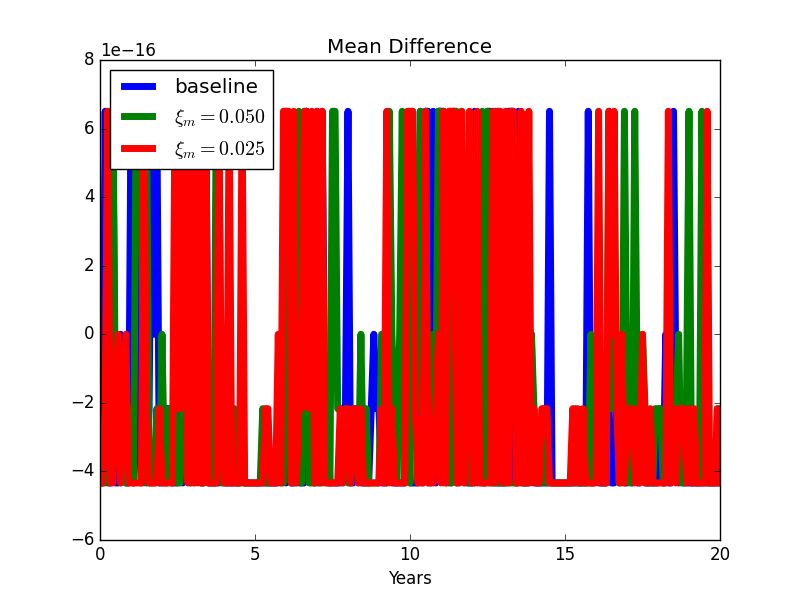 Mean Difference
1e−16
8
6
4
2
0
−2
−4
−6
baseline
ξₘ = 0.050
ξₘ = 0.025
0 5 10 15 20
Years